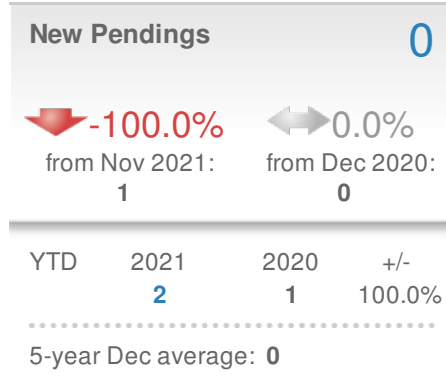 New Pendings 0
-100.0% 0.0%
from Nov 2021: from Dec 2020:
1 0
YTD 2021 2020 +/-
2 1 100.0%
5-year Dec average: 0